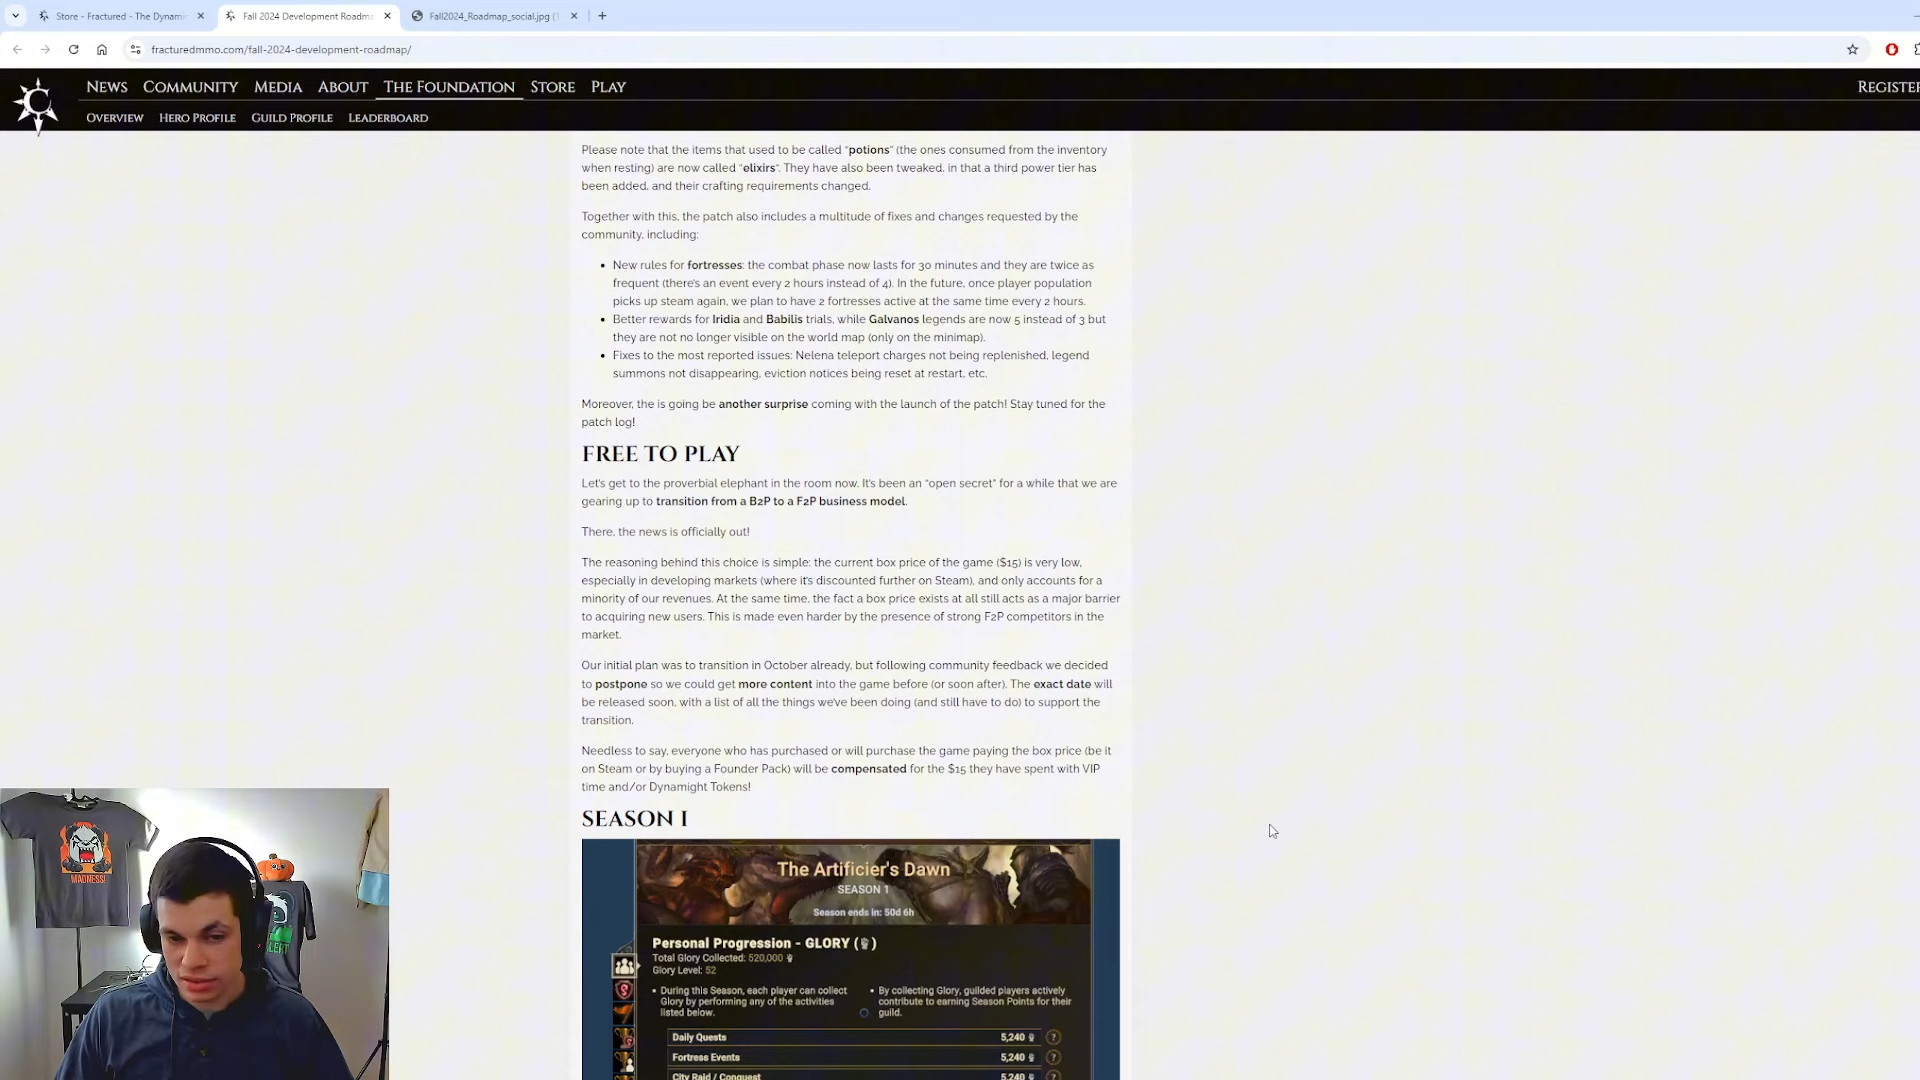 Store - Fractured - The Dynami
Fall 2024 Development Roadma
Fall2024_Roadmap_social.jpg (1
fracturedmmo.com/fall-2024-development-roadmap/
NEWS COMMUNITY MEDIA ABOUT THE FOUNDATION STORE PLAY
REGISTER
OVERVIEW HERO PROFILE GUILD PROFILE LEADERBOARD
Please note that the items that used to be called “potions” (the ones consumed from the inventory
when resting) are now called “elixirs“. They have also been tweaked, in that a third power tier has
been added, and their crafting requirements changed.
Together with this, the patch also includes a multitude of fixes and changes requested by the
community, including:
• New rules for fortresses: the combat phase now lasts for 30 minutes and they are twice as
frequent (there’s an event every 2 hours instead of 4). In the future, once player population
picks up steam again, we plan to have 2 fortresses active at the same time every 2 hours.
• Better rewards for Iridia and Babilis trials, while Galvanos legends are now 5 instead of 3 but
they are not no longer visible on the world map (only on the minimap).
• Fixes to the most reported issues: Nelena teleport charges not being replenished, legend
summons not disappearing, eviction notices being reset at restart, etc.
Moreover, the is going be another surprise coming with the launch of the patch! Stay tuned for the
patch log!
FREE TO PLAY
Let’s get to the proverbial elephant in the room now. It’s been an “open secret” for a while that we are
gearing up to transition from a B2P to a F2P business model.
There, the news is officially out!
The reasoning behind this choice is simple: the current box price of the game ($15) is very low,
especially in developing markets (where it’s discounted further on Steam), and only accounts for a
minority of our revenues. At the same time, the fact a box price exists at all still acts as a major barrier
to acquiring new users. This is made even harder by the presence of strong F2P competitors in the
market.
Our initial plan was to transition in October already, but following community feedback we decided
to postpone so we could get more content into the game before (or soon after). The exact date will
be released soon, with a list of all the things we’ve been doing (and still have to do) to support the
transition.
Needless to say, everyone who has purchased or will purchase the game paying the box price (be it
on Steam or by buying a Founder Pack) will be compensated for the $15 they have spent with VIP
time and/or Dynamight Tokens!
SEASON I
The Artificier's Dawn
SEASON 1
Season ends in: 50d 6h
Personal Progression - GLORY ( )
Total Glory Collected: 520,000
Glory Level: 52
• During this Season, each player can collect
Glory by performing any of the activities
listed below.
• By collecting Glory, guilded players actively
contribute to earning Season Points for their
guild.
Daily Quests 5,240 ?
Fortress Events 5,240 ?
City Raid / Conquest 5,240 ?
MADNESS!